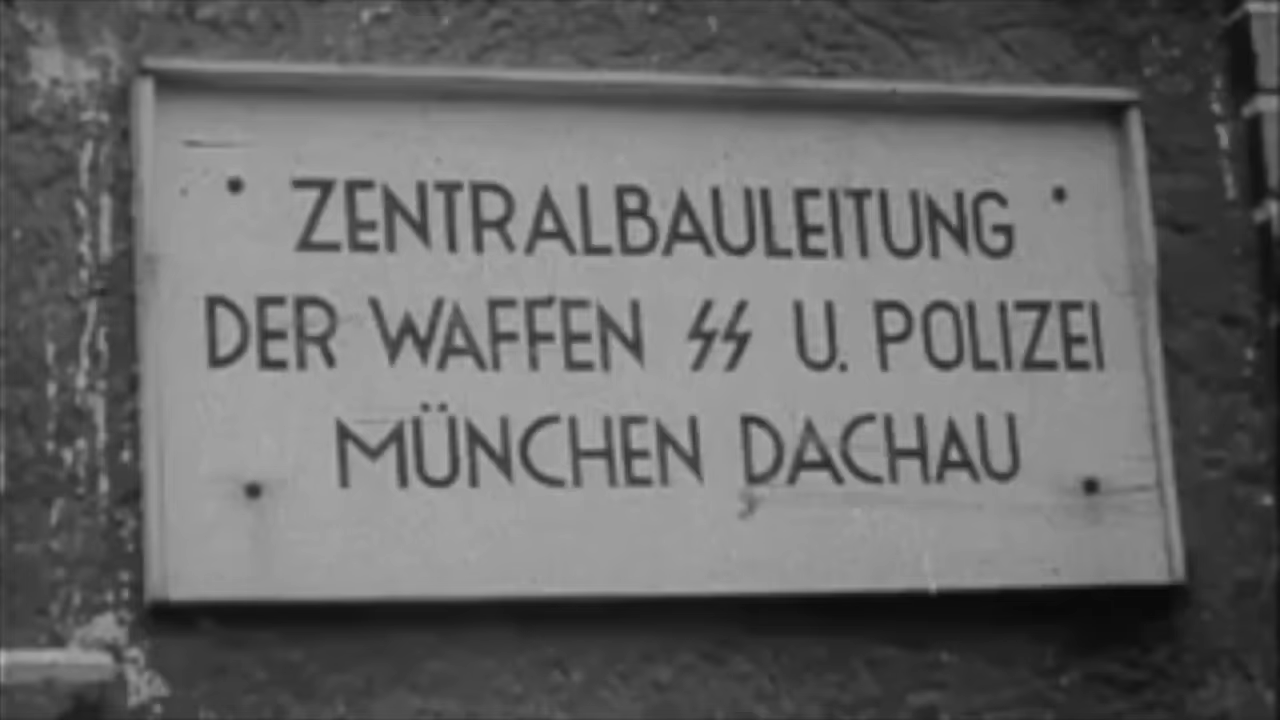 ZENTRALBAULEITUNG
DER WAFFEN ᛋᛋ U. POLIZEI
MÜNCHEN DACHAU